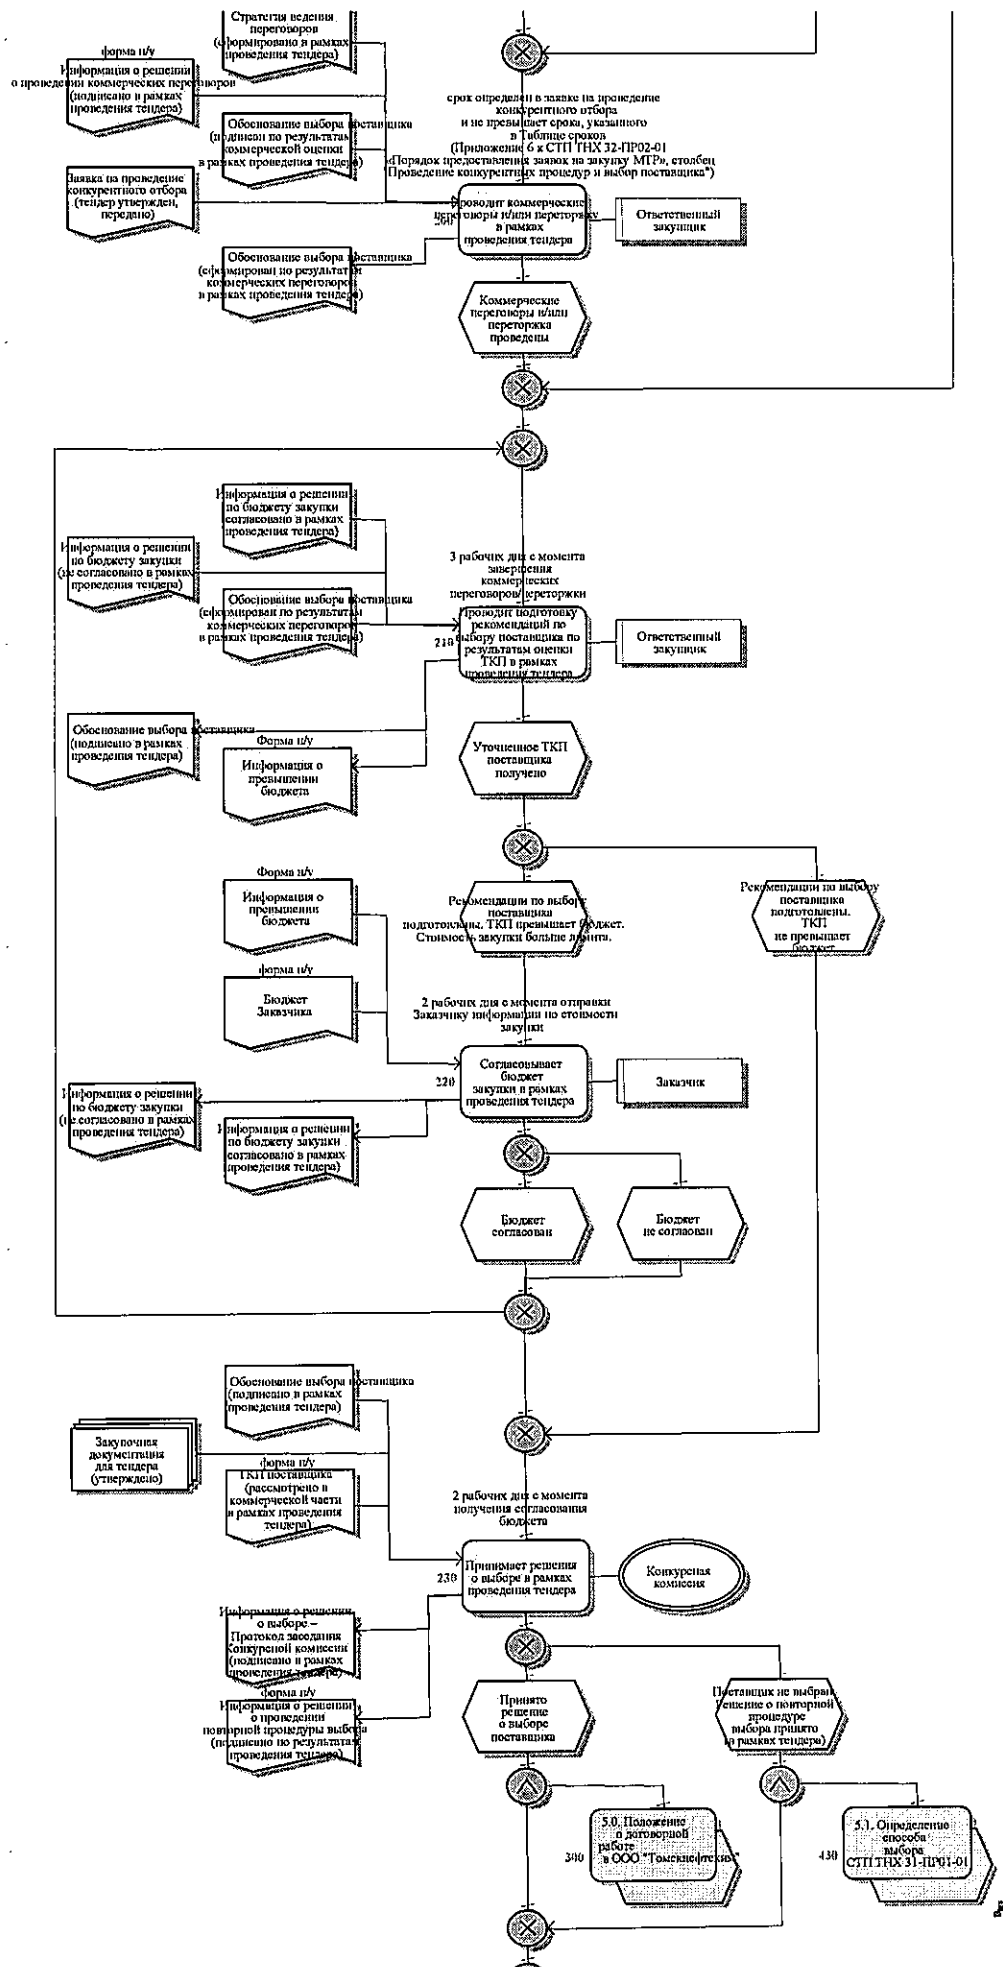 Стратегия ведения
переговоров
(сформировано в рамках
проведения тендера)
форма н/у
Информация о решении
о проведении коммерческих переговоров
(подписано в рамках
проведения тендера)
Обоснование выбора поставщика
(подписан по результатам
коммерческой оценки
в рамках проведения тендера)
срок определен в заявке на проведение
конкурентного отбора
и не превышает срока, указанного
в Таблице сроков
(Приложение 6 к СТП ТНХ 32-ПР02-01
«Порядок предоставления заявок на закупку МТР», столбец
"Проведение конкурентных процедур и выбор поставщика")
Заявка на проведение
конкурентного отбора
(тендер утвержден,
передано)
Проводит коммерческие
переговоры и/или переторжку
в рамках
проведения тендера
Ответственный
закупщик
Обоснование выбора поставщика
(сформирован по результатам
коммерческих переговоров
в рамках проведения тендера)
Коммерческие
переговоры и/или
переторжка
проведены
Информация о решении
по бюджету закупки
согласовано в рамках
проведения тендера)
Информация о решении
по бюджету закупки
(не согласовано в рамках
проведения тендера)
3 рабочих дня с момента
завершения
коммерческих
переговоров/переторжки
Обоснование выбора поставщика
(сформирован по результатам
коммерческих переговоров
в рамках проведения тендера)
210
Проводит подготовку
рекомендаций по
выбору поставщика по
результатам оценки
ТКП в рамках
проведения тендера
Ответственный
закупщик
Обоснование выбора поставщика
(подписано в рамках
проведения тендера)
Форма н/у
Информация о
превышении
бюджета
Уточненное ТКП
поставщика
получено
Форма н/у
Информация о
превышении
бюджета
Рекомендации по выбору
поставщика
подготовлены. ТКП превышает бюджет.
Стоимость закупки больше лимита.
Рекомендации по выбору
поставщика
подготовлены.
ТКП
не превышает
бюджет
форма н/у
Бюджет
Заказчика
2 рабочих дня с момента отправки
Заказчику информации по стоимости
закупки
220
Согласовывает
бюджет
закупки в рамках
проведения тендера
Заказчик
Информация о решении
по бюджету закупки
(не согласовано в рамках
проведения тендера)
Информация о решении
по бюджету закупки
согласовано в рамках
проведения тендера)
Бюджет
согласован
Бюджет
не согласован
Обоснование выбора поставщика
(подписано в рамках
проведения тендера)
Закупочная
документация
для тендера
(утверждено)
форма н/у
ТКП поставщика
(рассмотрено в
коммерческой части
в рамках проведения
тендера)
2 рабочих дня с момента
получения согласования
бюджета
230
Принимает решения
о выборе в рамках
проведения тендера
Конкурсная
комиссия
Информация о решении
о выборе –
Протокол заседания
Конкурсной комиссии
(подписано в рамках
проведения тендера)
форма н/у
Информация о решении
о проведении
повторной процедуры выбора
(подписано по результатам
проведения тендера)
Принято
решение
о выборе
поставщика
Поставщик не выбран.
Решение о повторной
процедуре
выбора принято
(в рамках тендера)
300
5.0. Положение
о договорной
работе
в ООО "Томскнефтехим"
430
5.1. Определение
способа
выбора
СТП ТНХ 31-ПР01-01